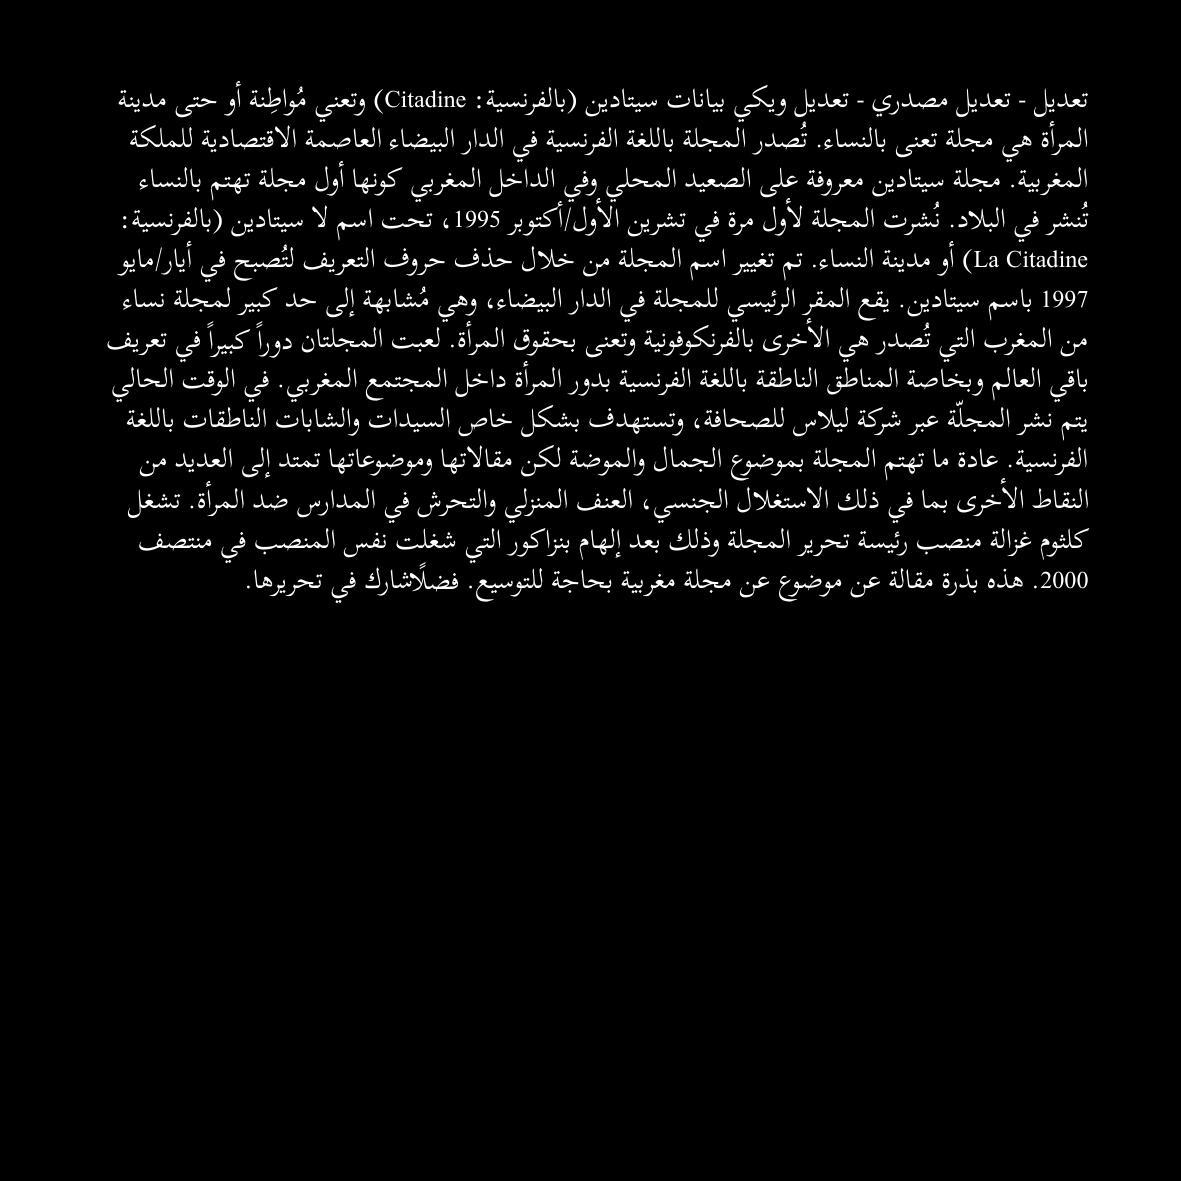 تعديل - تعديل مصدري - تعديل ويكي بيانات سيتادين (بالفرنسية: Citadine) وتعني مُواطِنة أو حتى مدينة
المرأة هي مجلة تعنى بالنساء. تُصدر المجلة باللغة الفرنسية في الدار البيضاء العاصمة الاقتصادية للملكة
المغربية. مجلة سيتادين معروفة على الصعيد المحلي وفي الداخل المغربي كونها أول مجلة تهتم بالنساء
تُنشر في البلاد. نُشرت المجلة لأول مرة في تشرين الأول/أكتوبر 1995، تحت اسم لا سيتادين (بالفرنسية:
La Citadine) أو مدينة النساء. تم تغيير اسم المجلة من خلال حذف حروف التعريف لتُصبح في أيار/مايو
1997 باسم سيتادين. يقع المقر الرئيسي للمجلة في الدار البيضاء، وهي مُشابهة إلى حد كبير لمجلة نساء
من المغرب التي تُصدر هي الأخرى بالفرنكوفونية وتعنى بحقوق المرأة. لعبت المجلتان دوراً كبيراً في تعريف
باقي العالم وبخاصة المناطق الناطقة باللغة الفرنسية بدور المرأة داخل المجتمع المغربي. في الوقت الحالي
يتم نشر المجلّة عبر شركة ليلاس للصحافة، وتستهدف بشكل خاص السيدات والشابات الناطقات باللغة
الفرنسية. عادة ما تهتم المجلة بموضوع الجمال والموضة لكن مقالاتها وموضوعاتها تمتد إلى العديد من
النقاط الأخرى بما في ذلك الاستغلال الجنسي، العنف المنزلي والتحرش في المدارس ضد المرأة. تشغل
كلثوم غزالة منصب رئيسة تحرير المجلة وذلك بعد إلهام بنزاكور التي شغلت نفس المنصب في منتصف
2000. هذه بذرة مقالة عن موضوع عن مجلة مغربية بحاجة للتوسيع. فضلًاشارك في تحريرها.